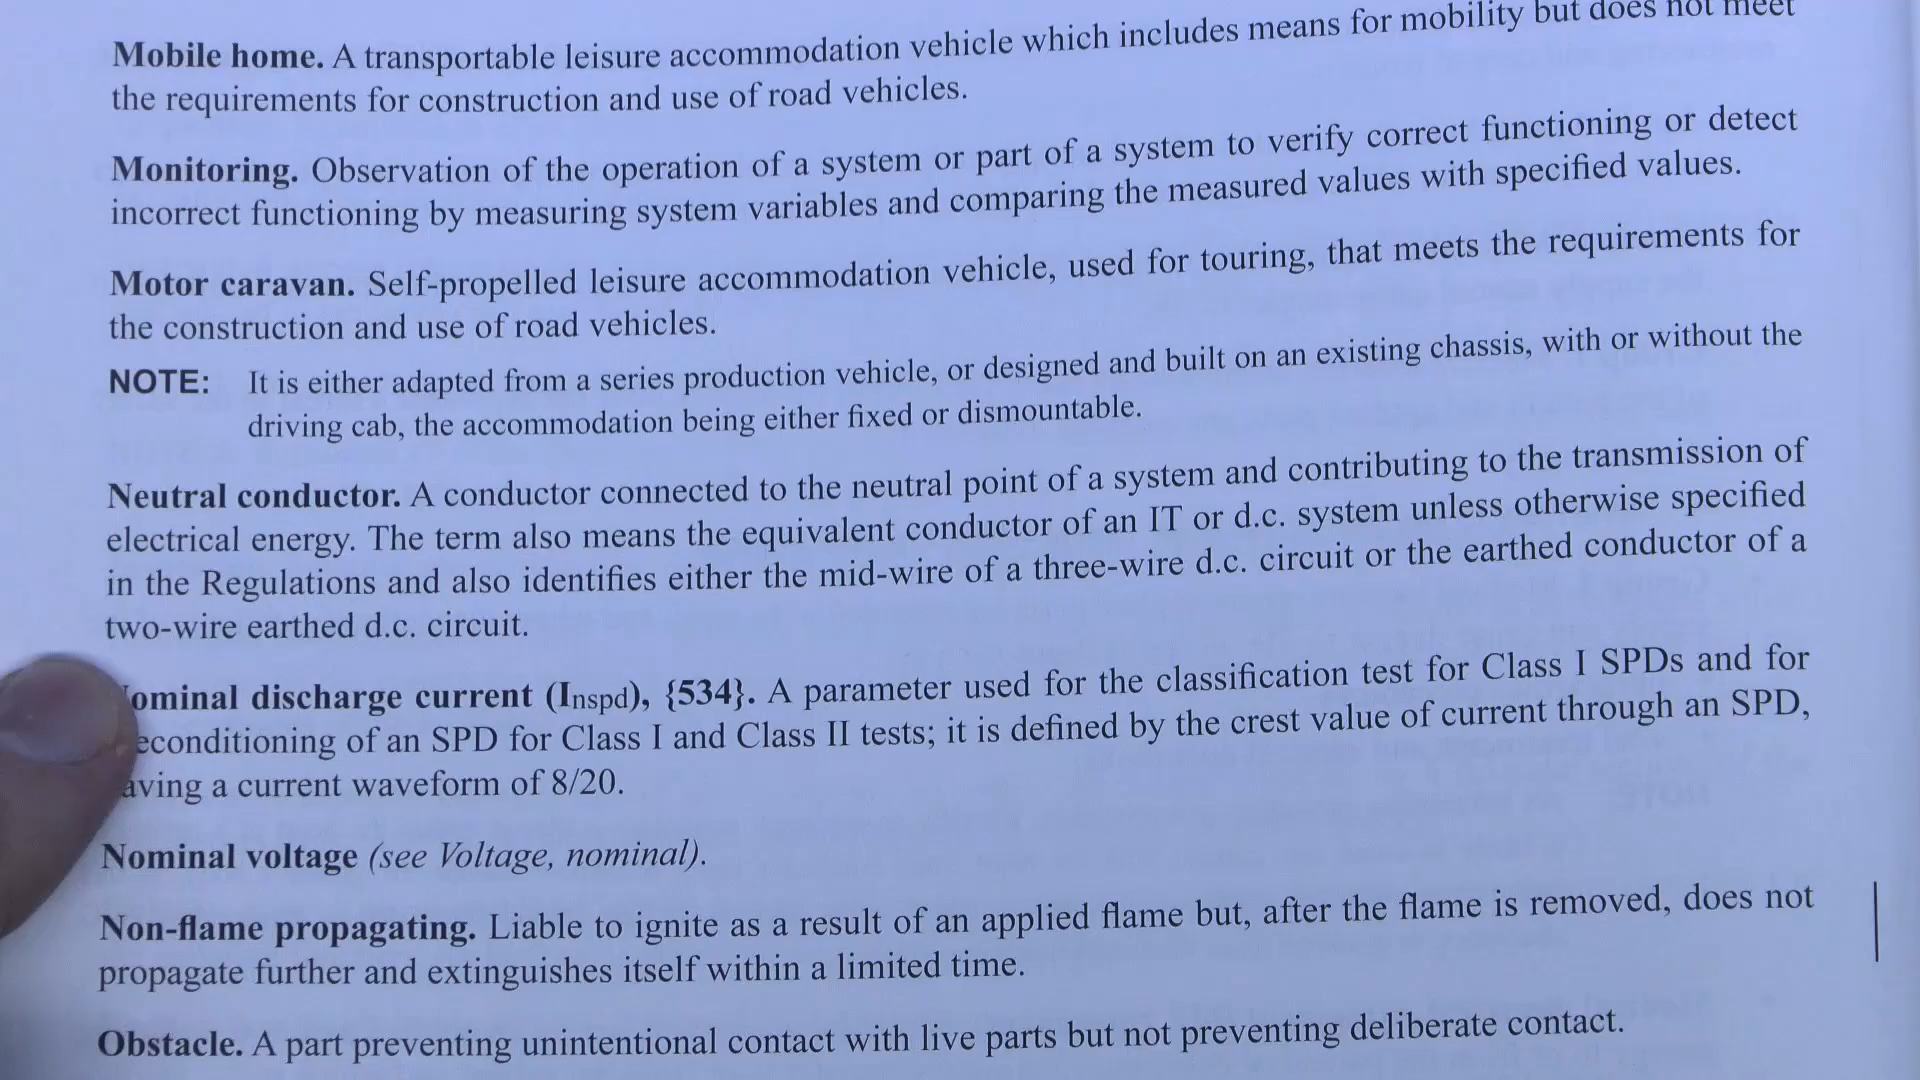 Mobile home. A transportable leisure accommodation vehicle which includes means for mobility but does not meet
the requirements for construction and use of road vehicles.
Monitoring. Observation of the operation of a system or part of a system to verify correct functioning or detect
incorrect functioning by measuring system variables and comparing the measured values with specified values.
Motor caravan. Self-propelled leisure accommodation vehicle, used for touring, that meets the requirements for
the construction and use of road vehicles.
NOTE: It is either adapted from a series production vehicle, or designed and built on an existing chassis, with or without the
driving cab, the accommodation being either fixed or dismountable.
Neutral conductor. A conductor connected to the neutral point of a system and contributing to the transmission of
electrical energy. The term also means the equivalent conductor of an IT or d.c. system unless otherwise specified
in the Regulations and also identifies either the mid-wire of a three-wire d.c. circuit or the earthed conductor of a
two-wire earthed d.c. circuit.
ominal discharge current (Inspd), {534}. A parameter used for the classification test for Class I SPDs and for
econditioning of an SPD for Class I and Class II tests; it is defined by the crest value of current through an SPD,
aving a current waveform of 8/20.
Nominal voltage (see Voltage, nominal).
Non-flame propagating. Liable to ignite as a result of an applied flame but, after the flame is removed, does not
propagate further and extinguishes itself within a limited time.
Obstacle. A part preventing unintentional contact with live parts but not preventing deliberate contact.